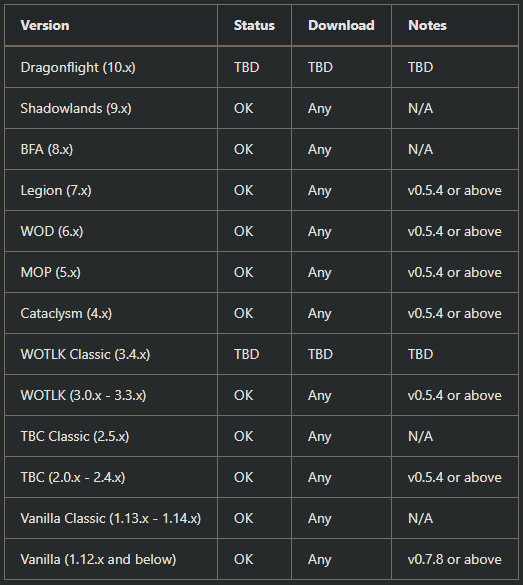 Version Status Download Notes
Dragonflight (10.x) TBD TBD TBD
Shadowlands (9.x) OK Any N/A
BFA (8.x) OK Any N/A
Legion (7.x) OK Any v0.5.4 or above
WOD (6.x) OK Any v0.5.4 or above
MOP (5.x) OK Any v0.5.4 or above
Cataclysm (4.x) OK Any v0.5.4 or above
WOTLK Classic (3.4.x) TBD TBD TBD
WOTLK (3.0.x - 3.3.x) OK Any v0.5.4 or above
TBC Classic (2.5.x) OK Any N/A
TBC (2.0.x - 2.4.x) OK Any v0.5.4 or above
Vanilla Classic (1.13.x - 1.14.x) OK Any N/A
Vanilla (1.12.x and below) OK Any v0.7.8 or above